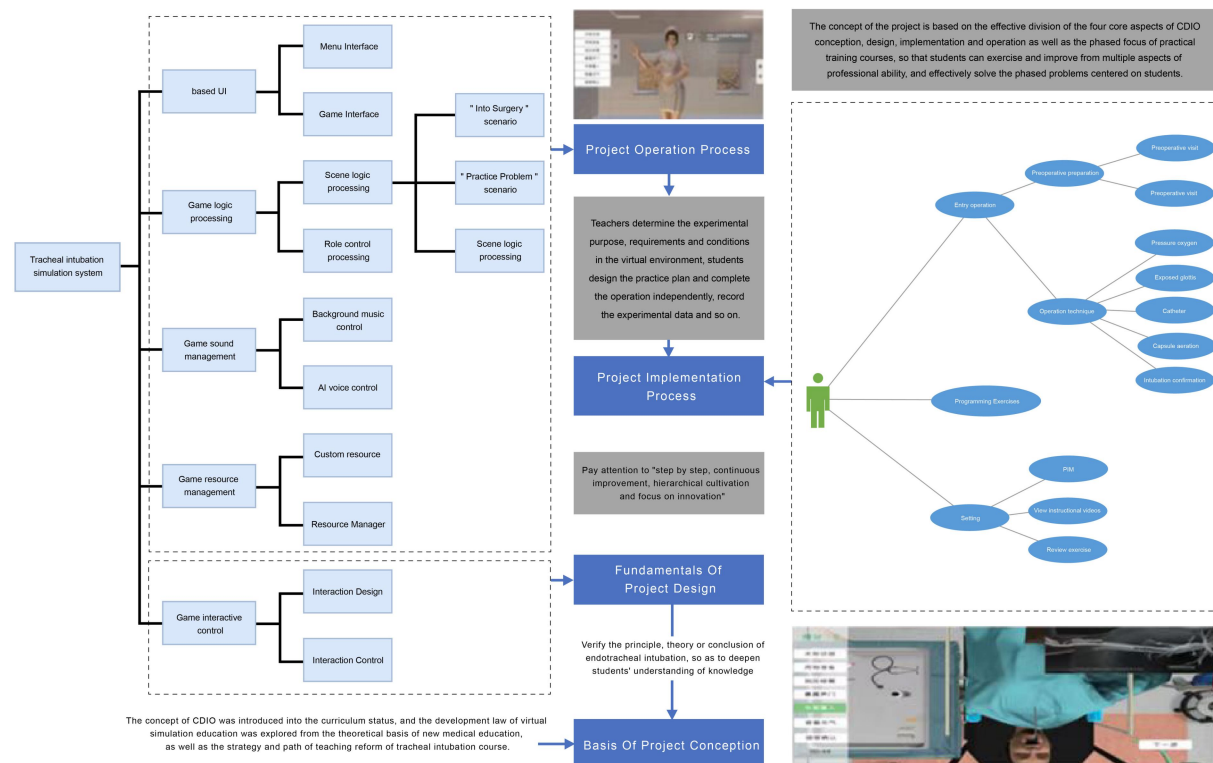 Tracheal intubation
simulation system
based UI
Menu Interface
Game Interface
Game logic
processing
Scene logic
processing
Role control
processing
" Into Surgery "
scenario
" Practice Problem "
scenario
Scene logic
processing
Game sound
management
Background music
control
AI voice control
Game resource
management
Custom resource
Resource Manager
Game interactive
control
Interaction Design
Interaction Control
The concept of CDIO was introduced into the curriculum status, and the development law of virtual
simulation education was explored from the theoretical basis of new medical education,
as well as the strategy and path of teaching reform of tracheal intubation course.
Project Operation Process
Teachers determine the experimental
purpose, requirements and conditions
in the virtual environment, students
design the practice plan and complete
the operation independently, record
the experimental data and so on.
Project Implementation
Process
Pay attention to "step by step, continuous
improvement, hierarchical cultivation
and focus on innovation"
Fundamentals Of
Project Design
Verify the principle, theory or conclusion of
endotracheal intubation, so as to deepen
students' understanding of knowledge
Basis Of Project Conception
The concept of the project is based on the effective division of the four core aspects of CDIO
conception, design, implementation and operation as well as the phased focus of practical
training courses, so that students can exercise and improve from multiple aspects of
professional ability, and effectively solve the phased problems centered on students.
Entry operation
Preoperative preparation
Preoperative visit
Preoperative visit
Operation technique
Pressure oxygen
Exposed glottis
Catheter
Capsule aeration
Intubation confirmation
Programming Exercises
Setting
PIM
View instructional videos
Review exercise